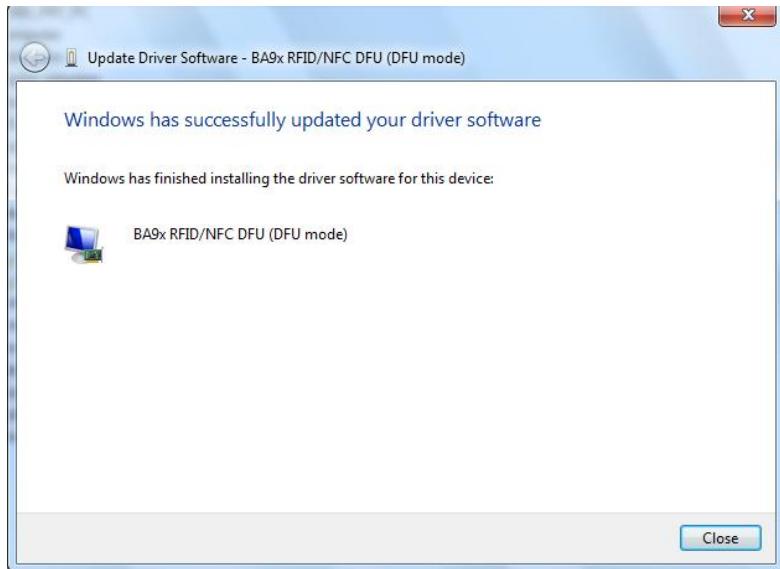 Update Driver Software - BA9x RFID/NFC DFU (DFU mode)
Windows has successfully updated your driver software
Windows has finished installing the driver software for this device:
BA9x RFID/NFC DFU (DFU mode)
Close